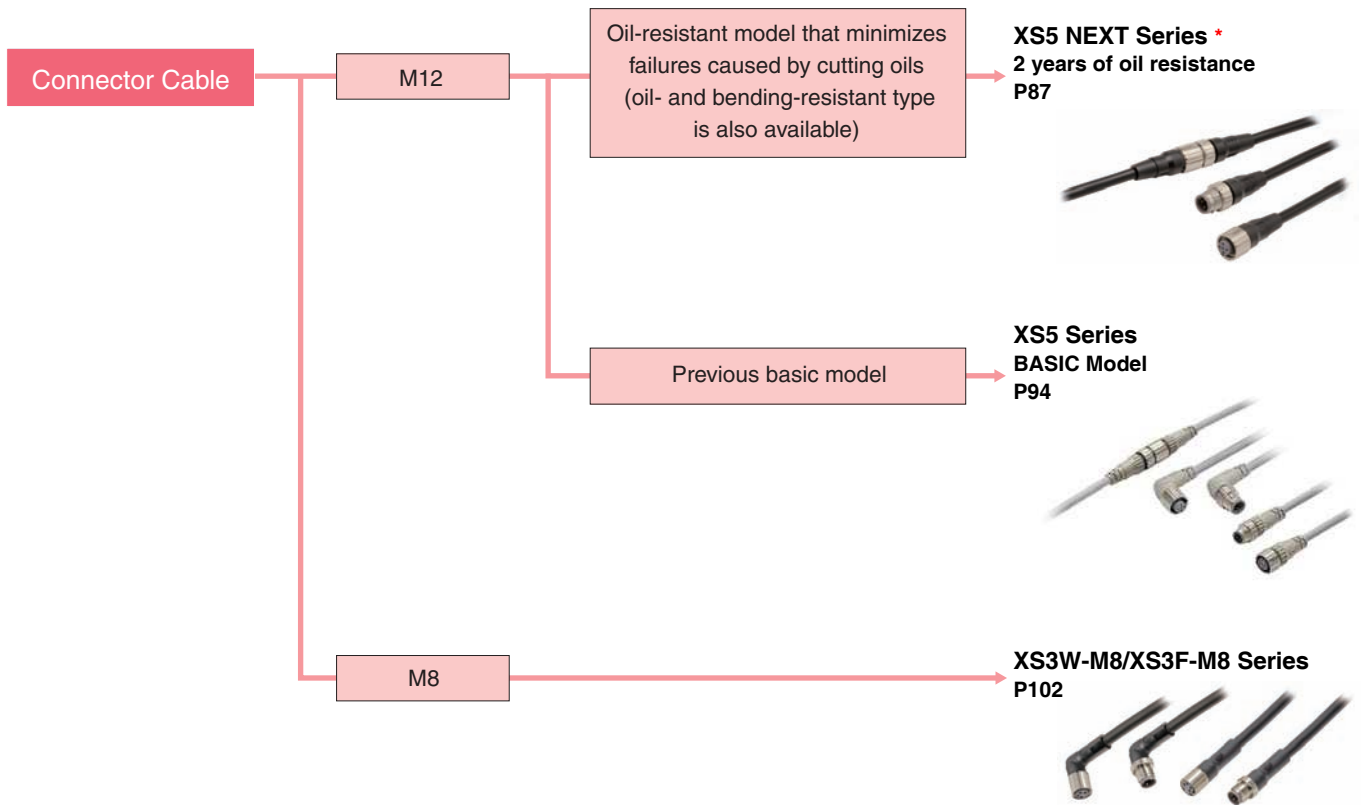 Connector Cable
M12
Oil-resistant model that minimizes
failures caused by cutting oils
(oil- and bending-resistant type
is also available)
XS5 NEXT Series *
2 years of oil resistance
P87
Previous basic model
XS5 Series
BASIC Model
P94
M8
XS3W-M8/XS3F-M8 Series
P102